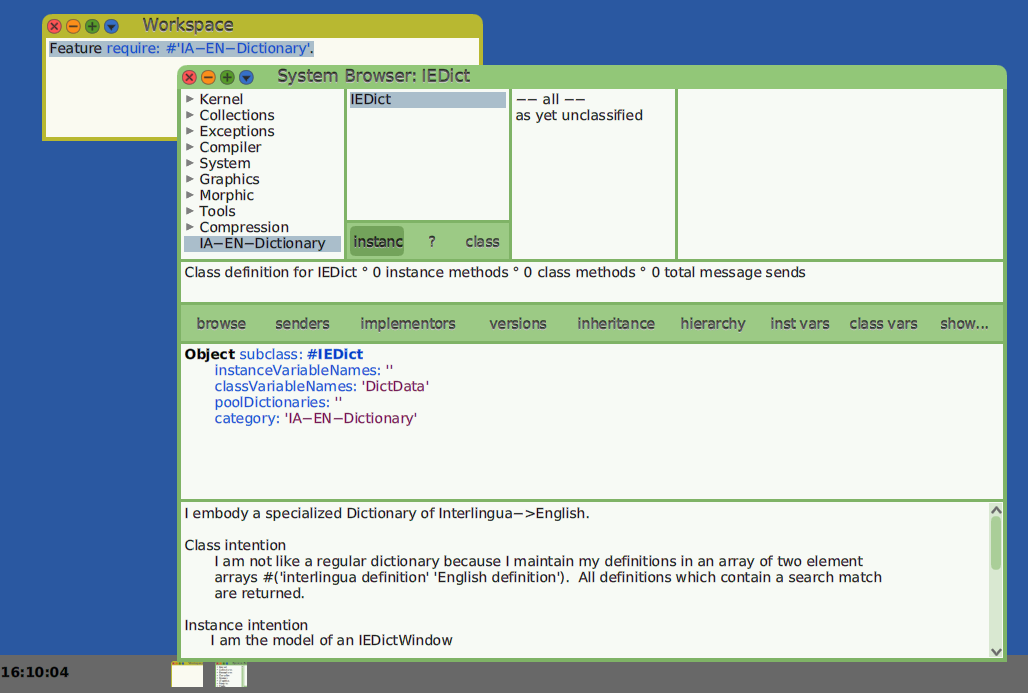 Workspace
Feature require: #'IA−EN−Dictionary'.
System Browser: IEDict
Kernel
Collections
Exceptions
Compiler
System
Graphics
Morphic
Tools
Compression
IA−EN−Dictionary
IEDict
instanc ? class
−− all −−
as yet unclassified
Class definition for IEDict ° 0 instance methods ° 0 class methods ° 0 total message sends
browse senders implementors versions inheritance hierarchy inst vars class vars show...
Object subclass: #IEDict
instanceVariableNames: ''
classVariableNames: 'DictData'
poolDictionaries: ''
category: 'IA−EN−Dictionary'
I embody a specialized Dictionary of Interlingua−>English.
Class intention
I am not like a regular dictionary because I maintain my definitions in an array of two element
arrays #('interlingua definition' 'English definition').  All definitions which contain a search match
are returned.
Instance intention
I am the model of an IEDictWindow
16:10:04